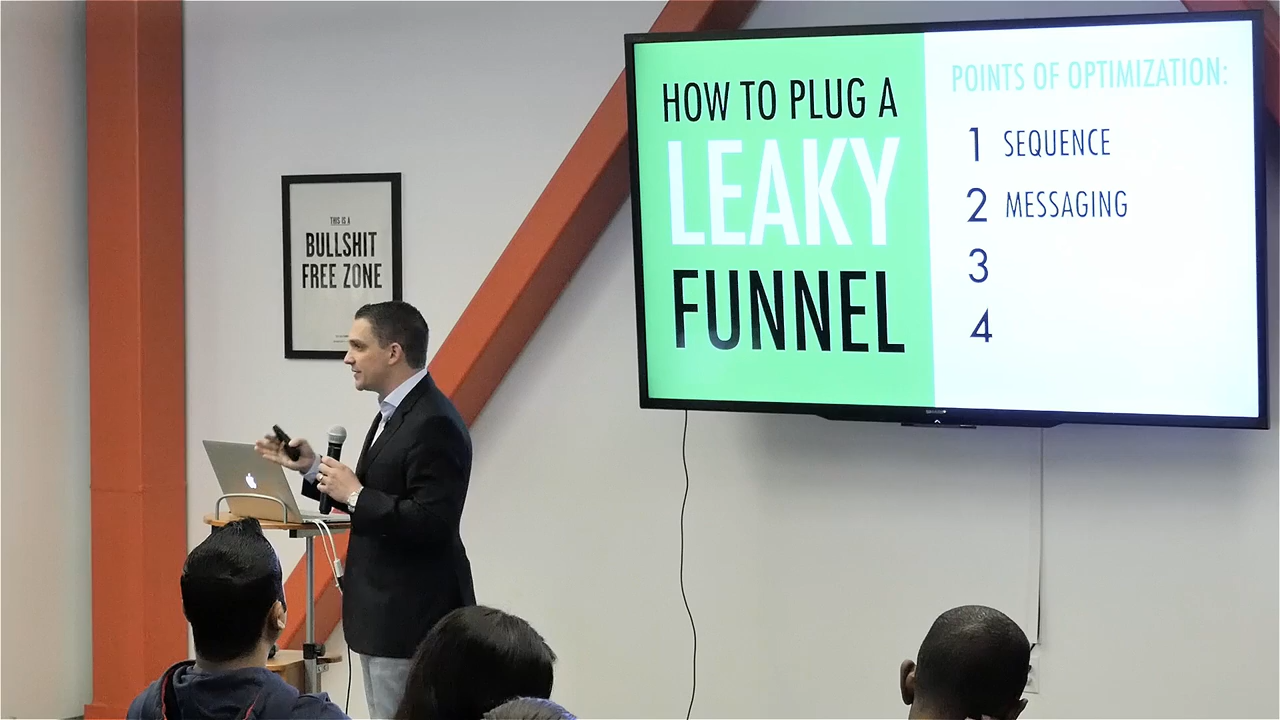 THIS IS A
BULLSHIT
FREE ZONE
HOW TO PLUG A
LEAKY
FUNNEL
POINTS OF OPTIMIZATION:
1 SEQUENCE
2 MESSAGING
3
4